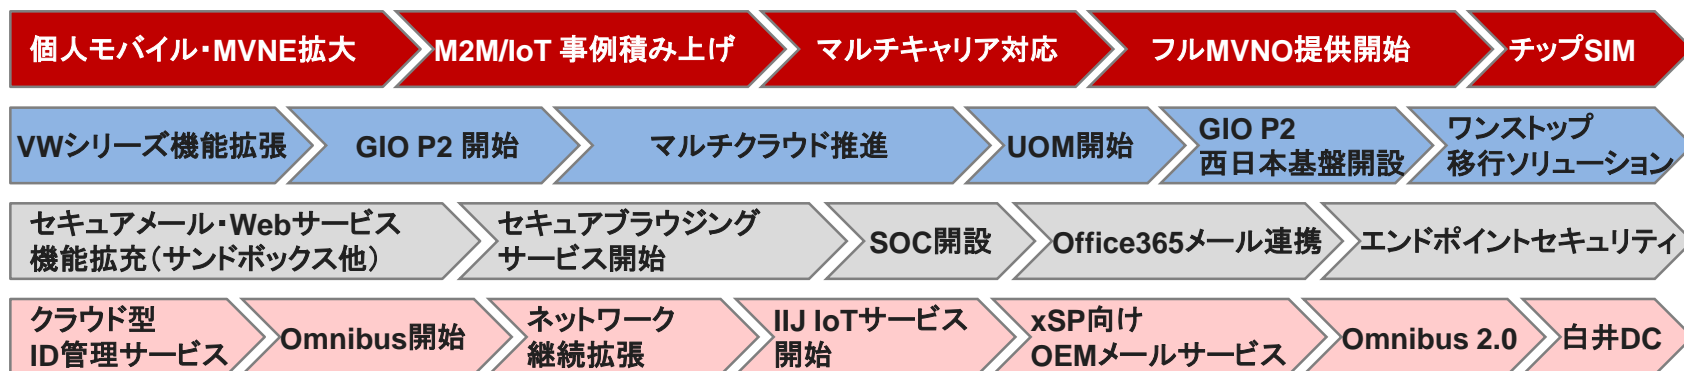 個人モバイル・MVNE拡大
M2M/IoT 事例積み上げ
マルチキャリア対応
フルMVNO提供開始
チップSIM
VWシリーズ機能拡張
GIO P2 開始
マルチクラウド推進
UOM開始
GIO P2
西日本基盤開設
ワンストップ
移行ソリューション
セキュアメール・Webサービス
機能拡充（サンドボックス他）
セキュアブラウジング
サービス開始
SOC開設
Office365メール連携
エンドポイントセキュリティ
クラウド型
ID管理サービス
Omnibus開始
ネットワーク
継続拡張
IIJ IoTサービス
開始
xSP向け
OEMメールサービス
Omnibus 2.0
白井DC